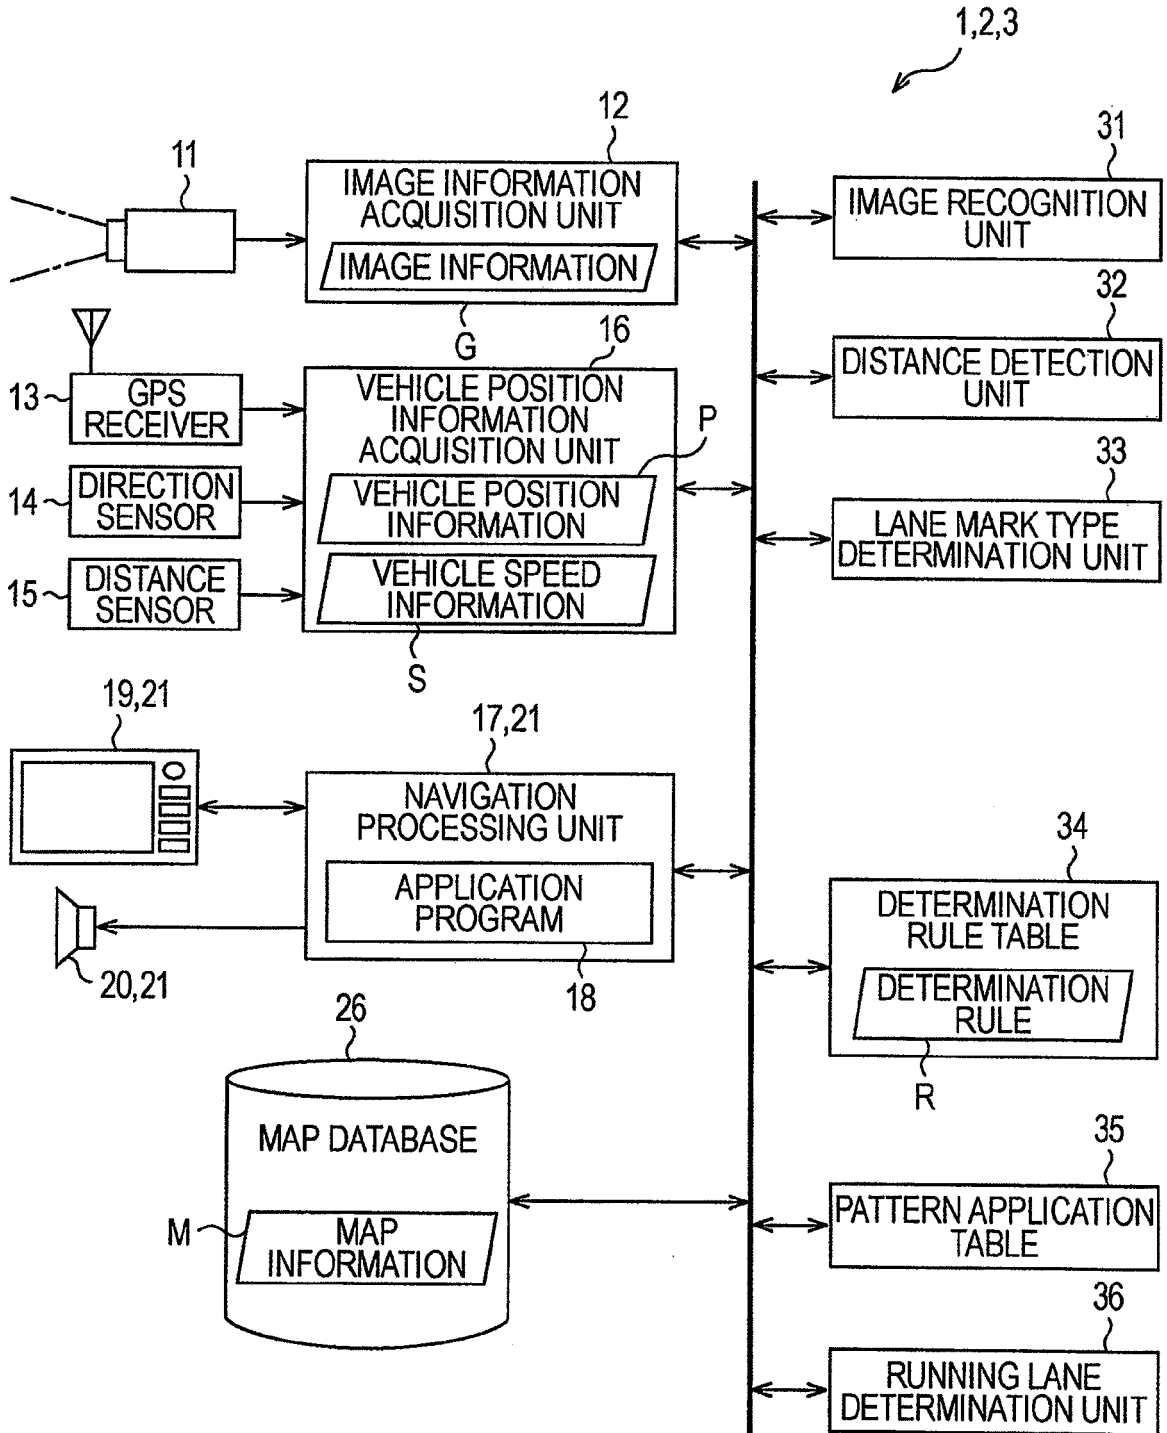 1,2,3
11
12
IMAGE INFORMATION
ACQUISITION UNIT
IMAGE INFORMATION
G
31
IMAGE RECOGNITION
UNIT
32
DISTANCE DETECTION
UNIT
13
GPS
RECEIVER
14
DIRECTION
SENSOR
15
DISTANCE
SENSOR
16
VEHICLE POSITION
INFORMATION
ACQUISITION UNIT
P
VEHICLE POSITION
INFORMATION
VEHICLE SPEED
INFORMATION
S
33
LANE MARK TYPE
DETERMINATION UNIT
19,21
17,21
NAVIGATION
PROCESSING UNIT
APPLICATION
PROGRAM
18
20,21
34
DETERMINATION
RULE TABLE
DETERMINATION
RULE
R
26
MAP DATABASE
M
MAP
INFORMATION
35
PATTERN APPLICATION
TABLE
36
RUNNING LANE
DETERMINATION UNIT